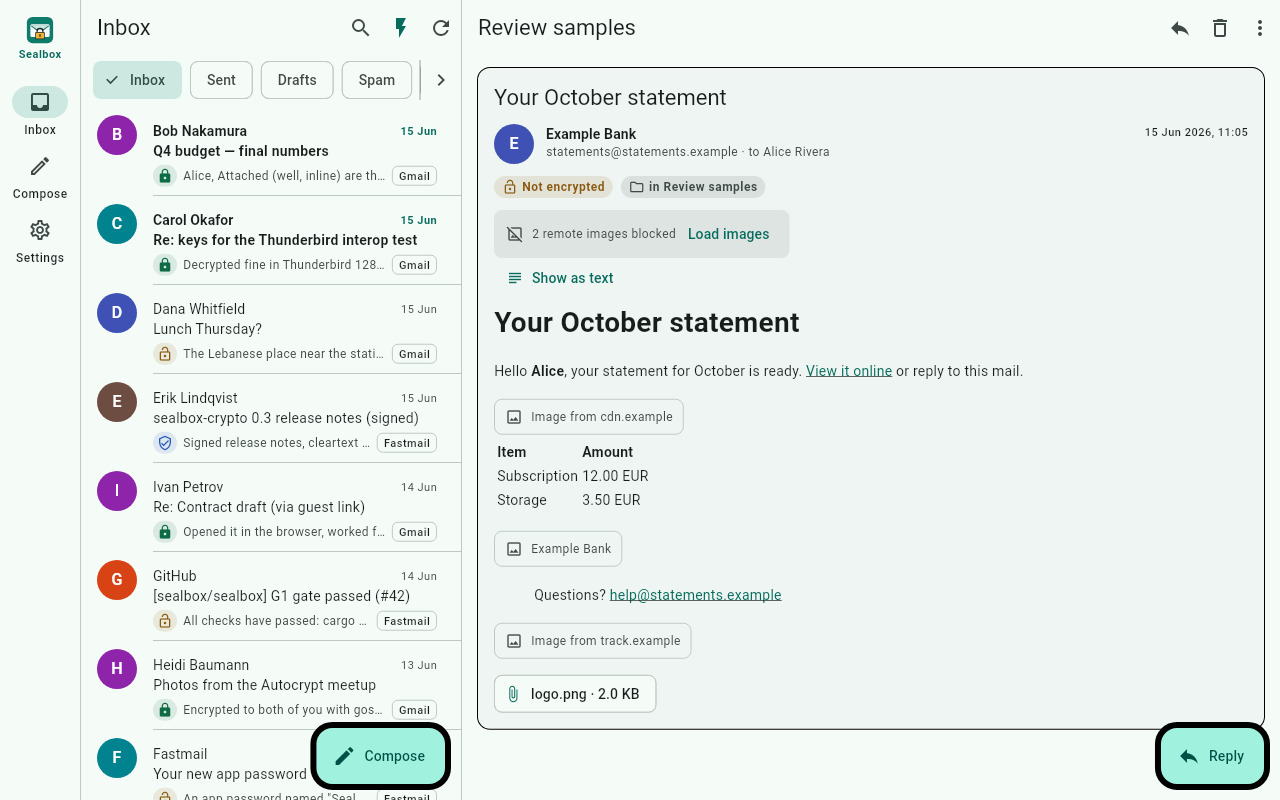 Sealbox
Inbox
Compose
Settings
Inbox
Inbox
Sent
Drafts
Spam
B
Bob Nakamura
15 Jun
Q4 budget — final numbers
Alice, Attached (well, inline) are th…
Gmail
C
Carol Okafor
15 Jun
Re: keys for the Thunderbird interop test
Decrypted fine in Thunderbird 128…
Gmail
D
Dana Whitfield
15 Jun
Lunch Thursday?
The Lebanese place near the stati…
Gmail
E
Erik Lindqvist
15 Jun
sealbox-crypto 0.3 release notes (signed)
Signed release notes, cleartext …
Fastmail
I
Ivan Petrov
14 Jun
Re: Contract draft (via guest link)
Opened it in the browser, worked f…
Gmail
G
GitHub
14 Jun
[sealbox/sealbox] G1 gate passed (#42)
All checks have passed: cargo …
Fastmail
H
Heidi Baumann
13 Jun
Photos from the Autocrypt meetup
Encrypted to both of you with gos…
Gmail
F
Fastmail
Your new app password
An app password named "Seal…
Fastmail
Compose
Review samples
Your October statement
E
Example Bank
15 Jun 2026, 11:05
statements@statements.example · to Alice Rivera
Not encrypted
in Review samples
2 remote images blocked
Load images
Show as text
Your October statement
Hello Alice, your statement for October is ready. View it online or reply to this mail.
Image from cdn.example
Item Amount
Subscription 12.00 EUR
Storage 3.50 EUR
Example Bank
Questions? help@statements.example
Image from track.example
logo.png · 2.0 KB
Reply